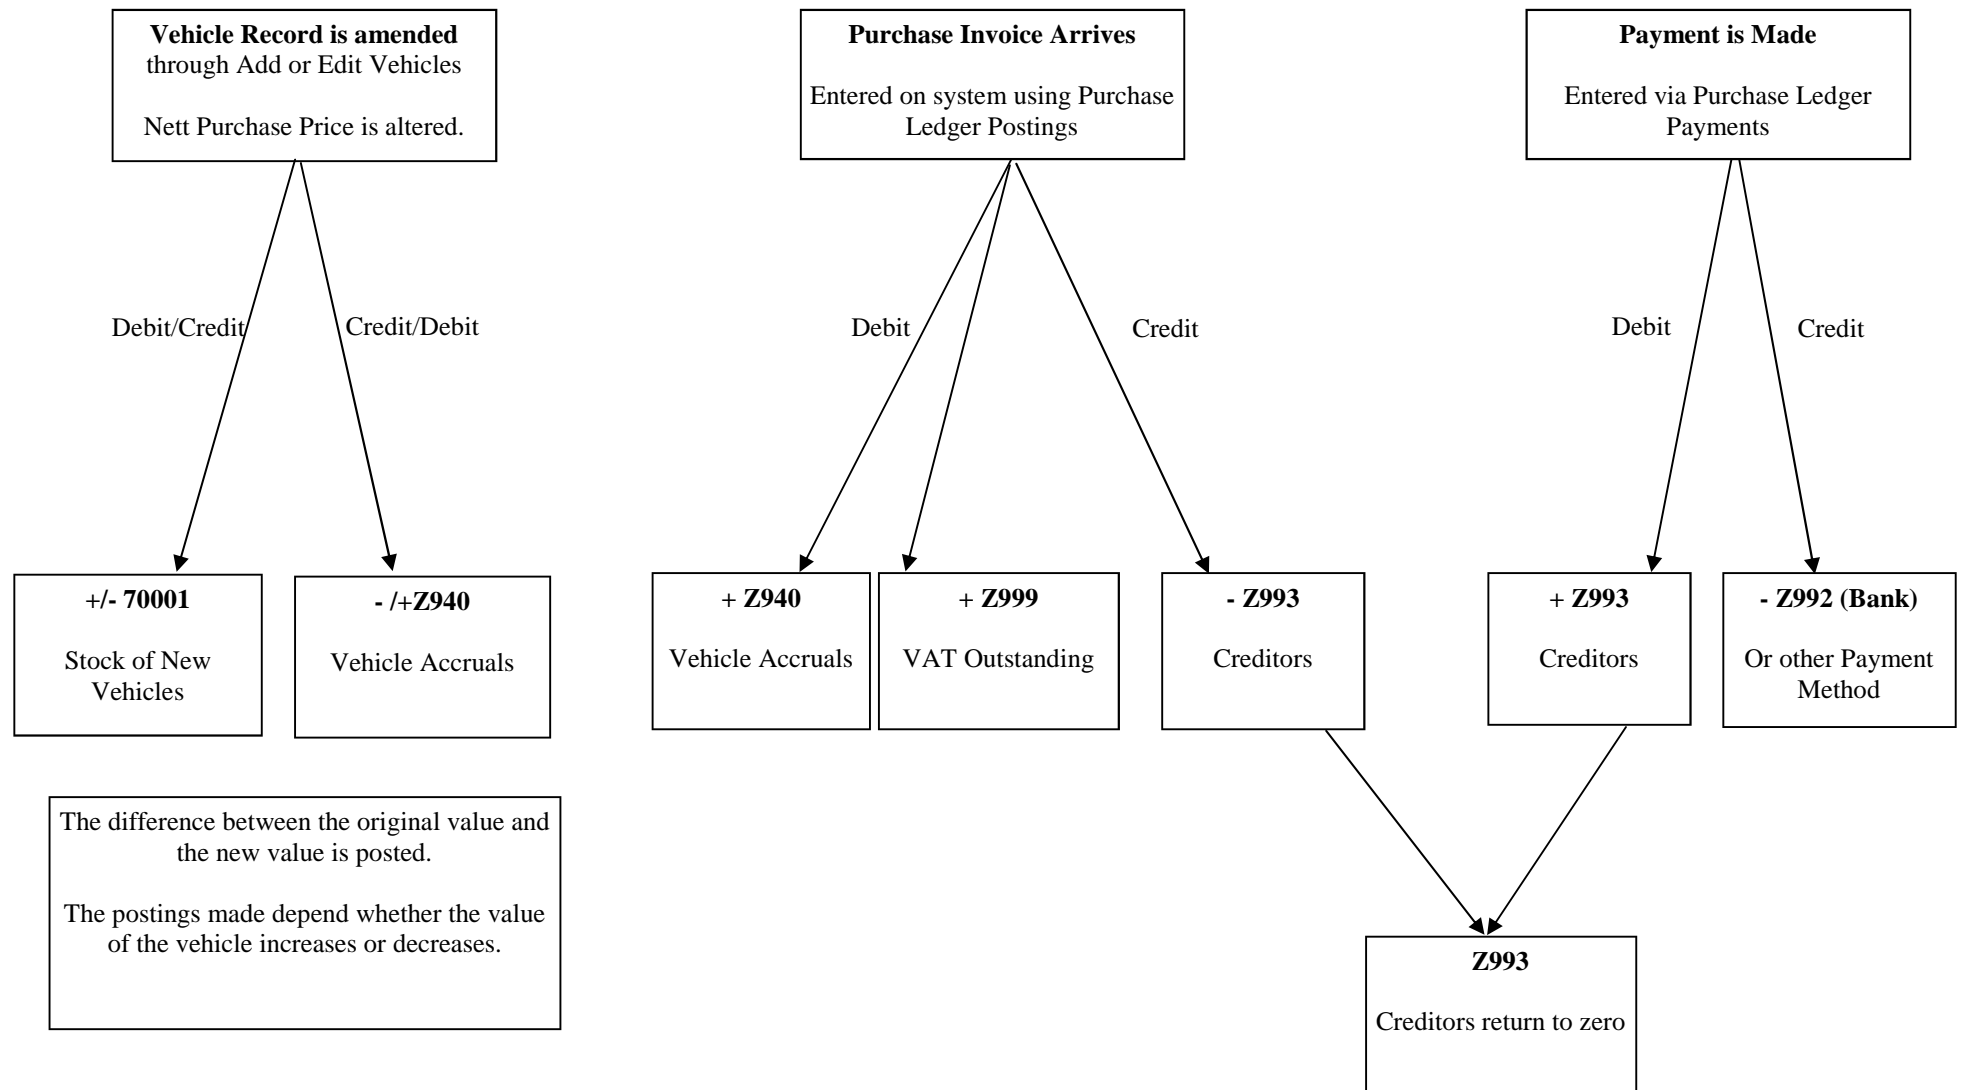 Vehicle Record is amended
through Add or Edit Vehicles
Nett Purchase Price is altered.
Purchase Invoice Arrives
Entered on system using Purchase
Ledger Postings
Payment is Made
Entered via Purchase Ledger
Payments
Debit/Credit
Credit/Debit
Debit
Credit
Debit
Credit
+/- 70001
Stock of New
Vehicles
- /+Z940
Vehicle Accruals
+ Z940
Vehicle Accruals
+ Z999
VAT Outstanding
- Z993
Creditors
+ Z993
Creditors
- Z992 (Bank)
Or other Payment
Method
The difference between the original value and
the new value is posted.
The postings made depend whether the value
of the vehicle increases or decreases.
Z993
Creditors return to zero